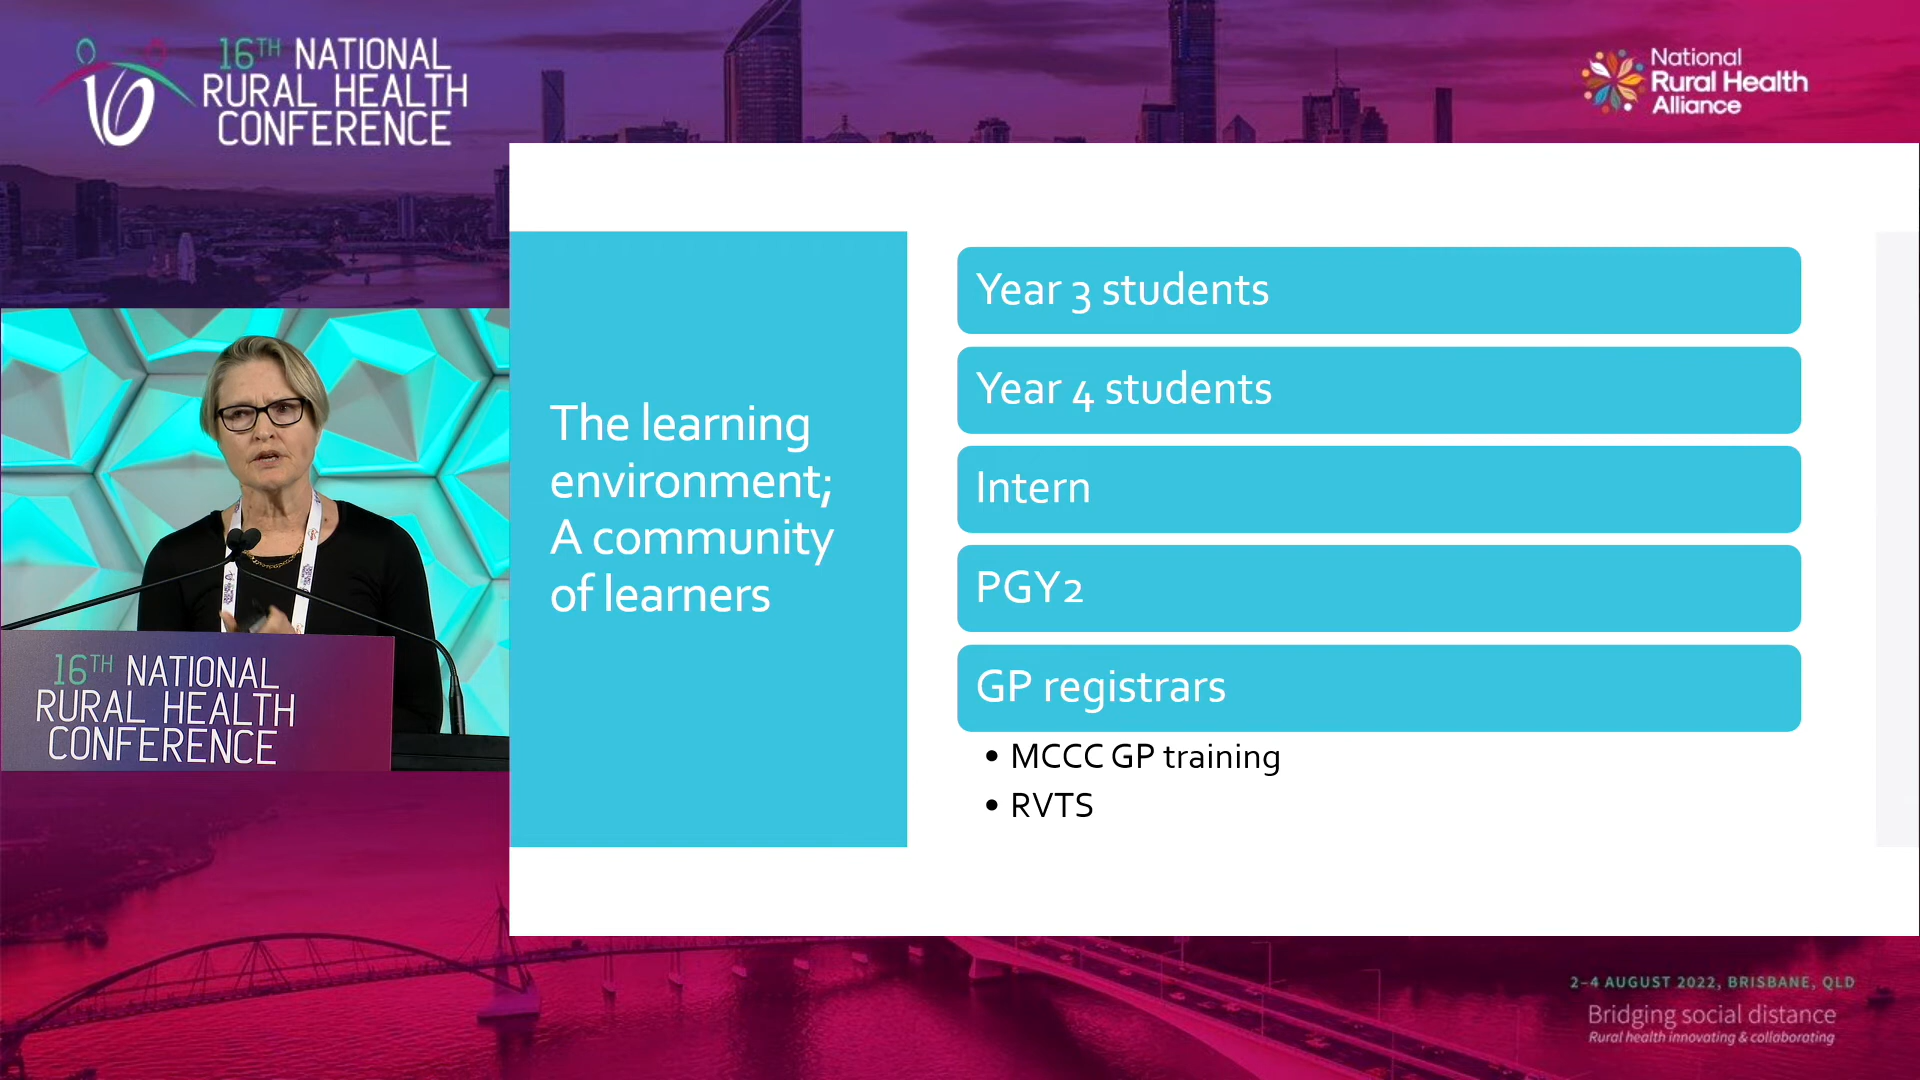 16TH NATIONAL
RURAL HEALTH
CONFERENCE
National
Rural Health
Alliance
The learning
environment;
A community
of learners
Year 3 students
Year 4 students
Intern
PGY2
GP registrars
• MCCC GP training
• RVTS
16TH NATIONAL
RURAL HEALTH
CONFERENCE
2–4 AUGUST 2022, BRISBANE, QLD
Bridging social distance
Rural health innovating & collaborating